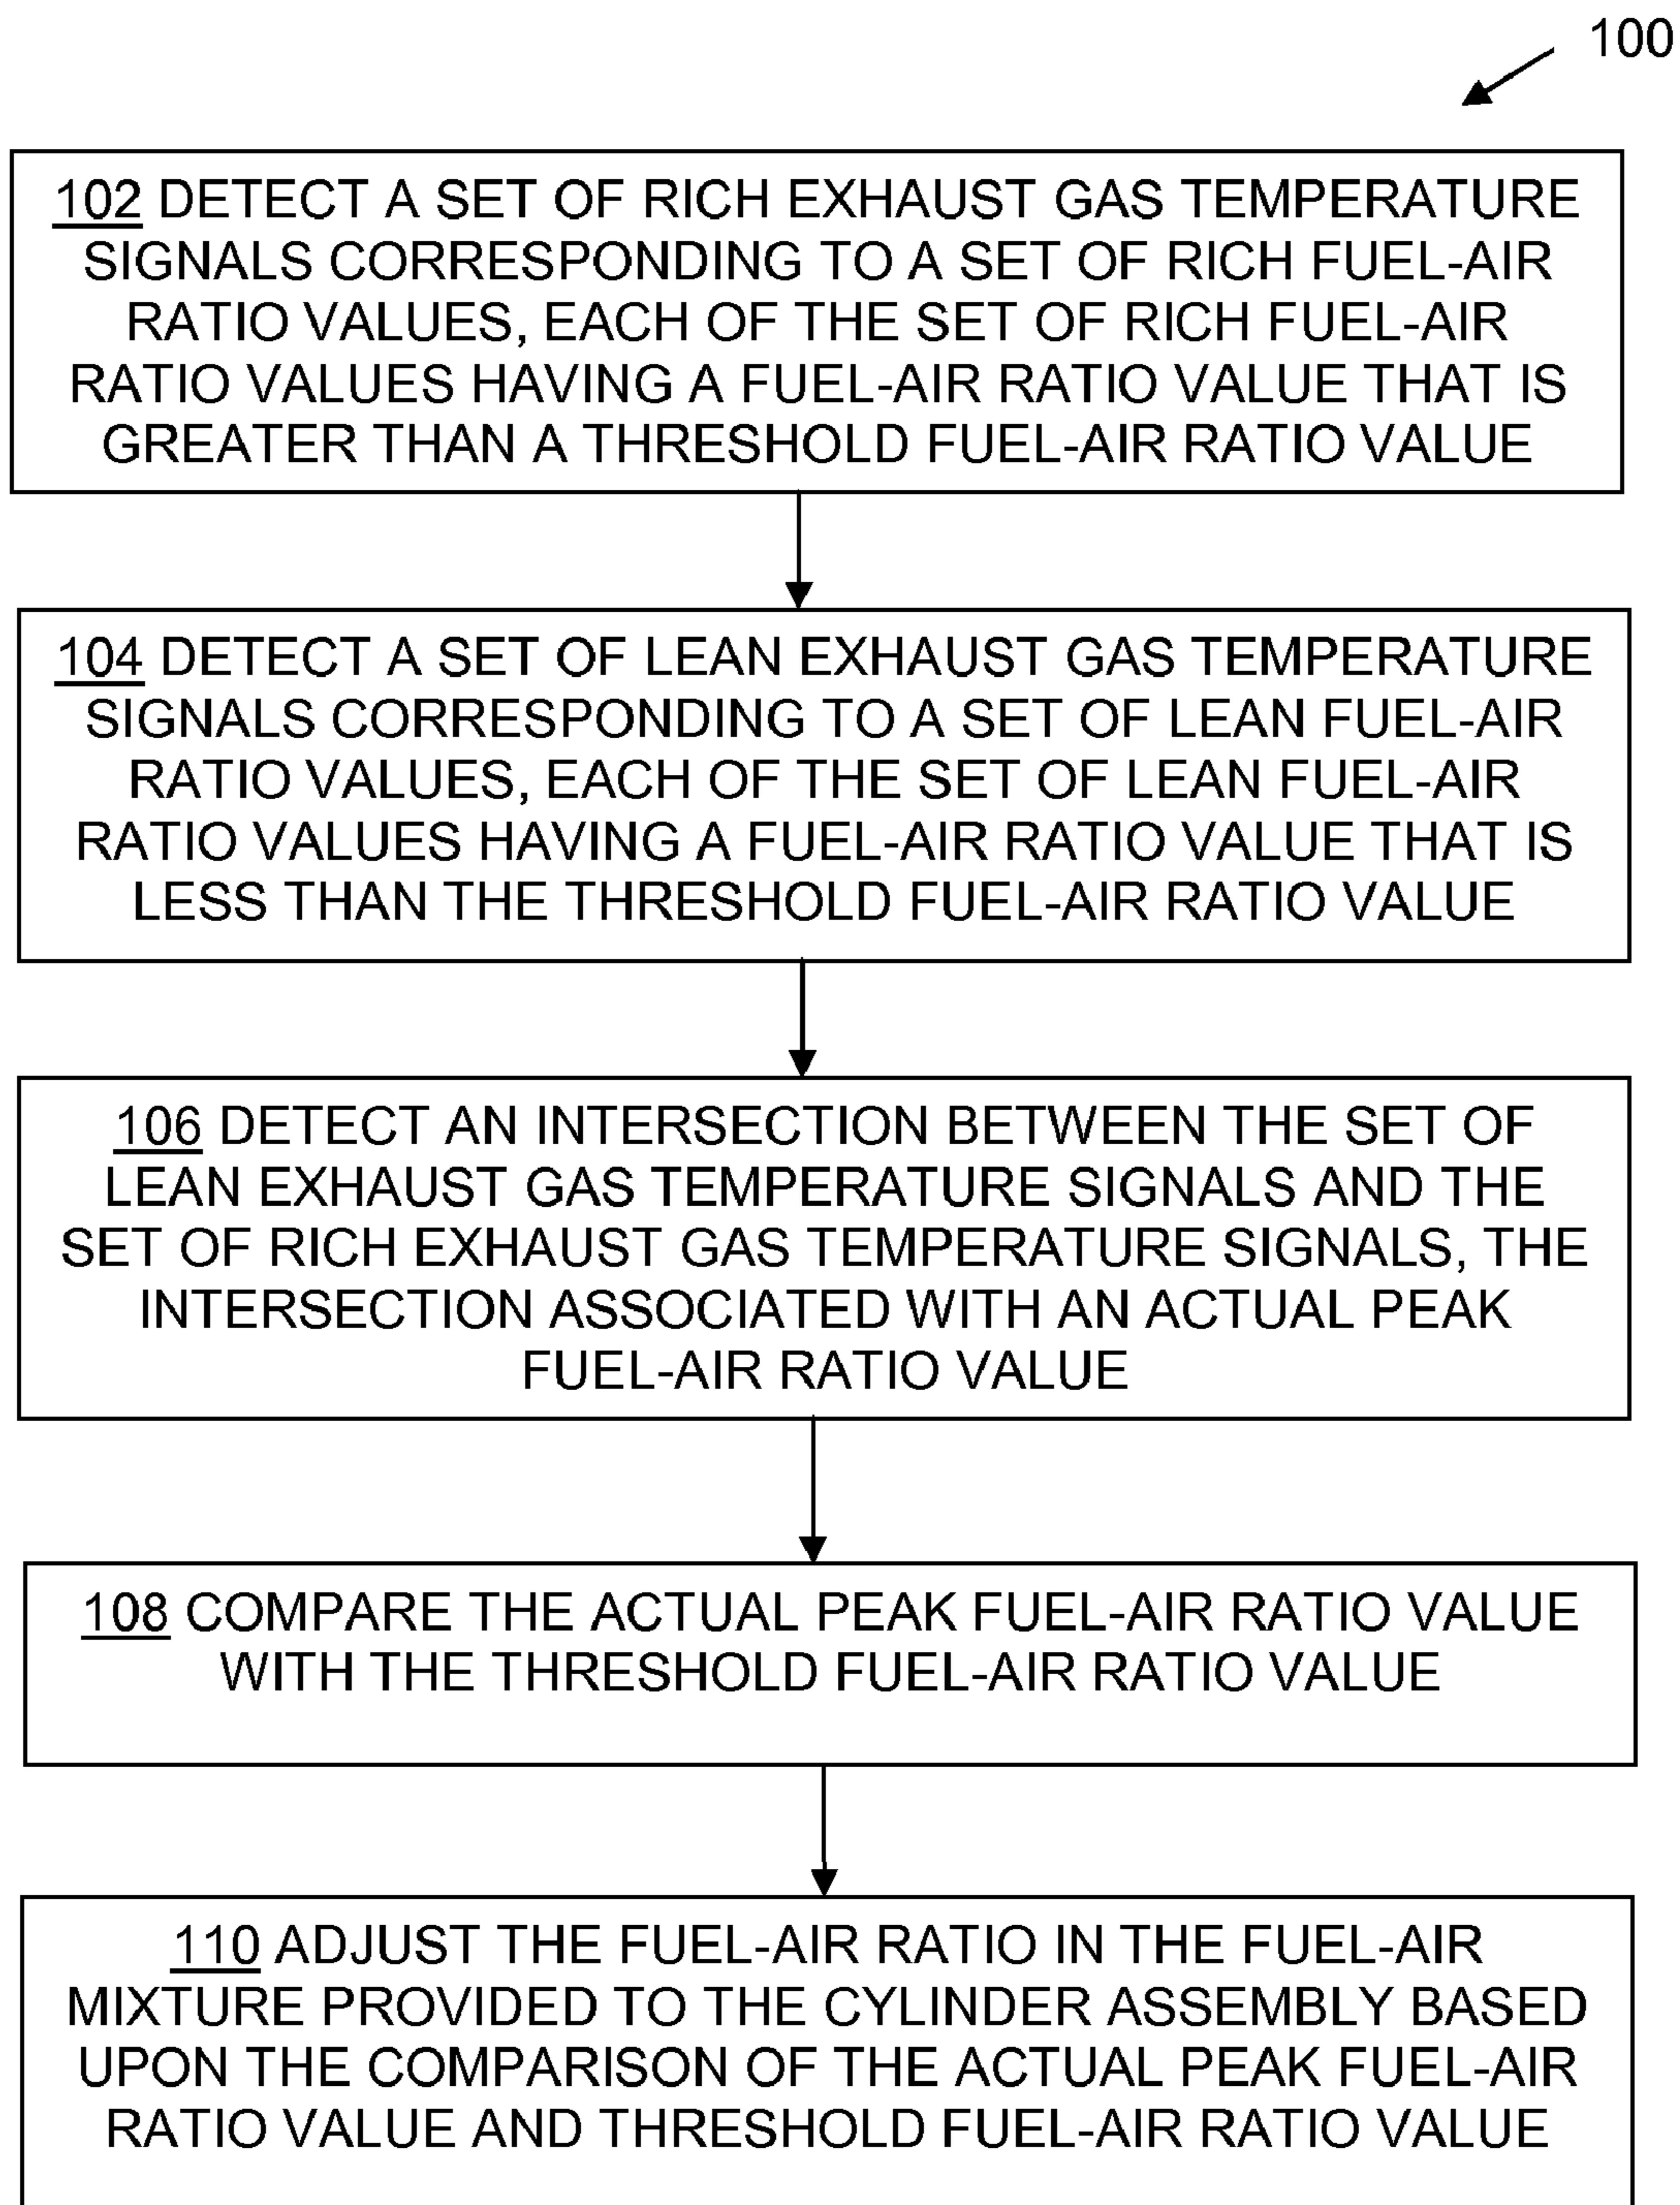 100
102 DETECT A SET OF RICH EXHAUST GAS TEMPERATURE
SIGNALS CORRESPONDING TO A SET OF RICH FUEL-AIR
RATIO VALUES, EACH OF THE SET OF RICH FUEL-AIR
RATIO VALUES HAVING A FUEL-AIR RATIO VALUE THAT IS
GREATER THAN A THRESHOLD FUEL-AIR RATIO VALUE
104 DETECT A SET OF LEAN EXHAUST GAS TEMPERATURE
SIGNALS CORRESPONDING TO A SET OF LEAN FUEL-AIR
RATIO VALUES, EACH OF THE SET OF LEAN FUEL-AIR
RATIO VALUES HAVING A FUEL-AIR RATIO VALUE THAT IS
LESS THAN THE THRESHOLD FUEL-AIR RATIO VALUE
106 DETECT AN INTERSECTION BETWEEN THE SET OF
LEAN EXHAUST GAS TEMPERATURE SIGNALS AND THE
SET OF RICH EXHAUST GAS TEMPERATURE SIGNALS, THE
INTERSECTION ASSOCIATED WITH AN ACTUAL PEAK
FUEL-AIR RATIO VALUE
108 COMPARE THE ACTUAL PEAK FUEL-AIR RATIO VALUE
WITH THE THRESHOLD FUEL-AIR RATIO VALUE
110 ADJUST THE FUEL-AIR RATIO IN THE FUEL-AIR
MIXTURE PROVIDED TO THE CYLINDER ASSEMBLY BASED
UPON THE COMPARISON OF THE ACTUAL PEAK FUEL-AIR
RATIO VALUE AND THRESHOLD FUEL-AIR RATIO VALUE